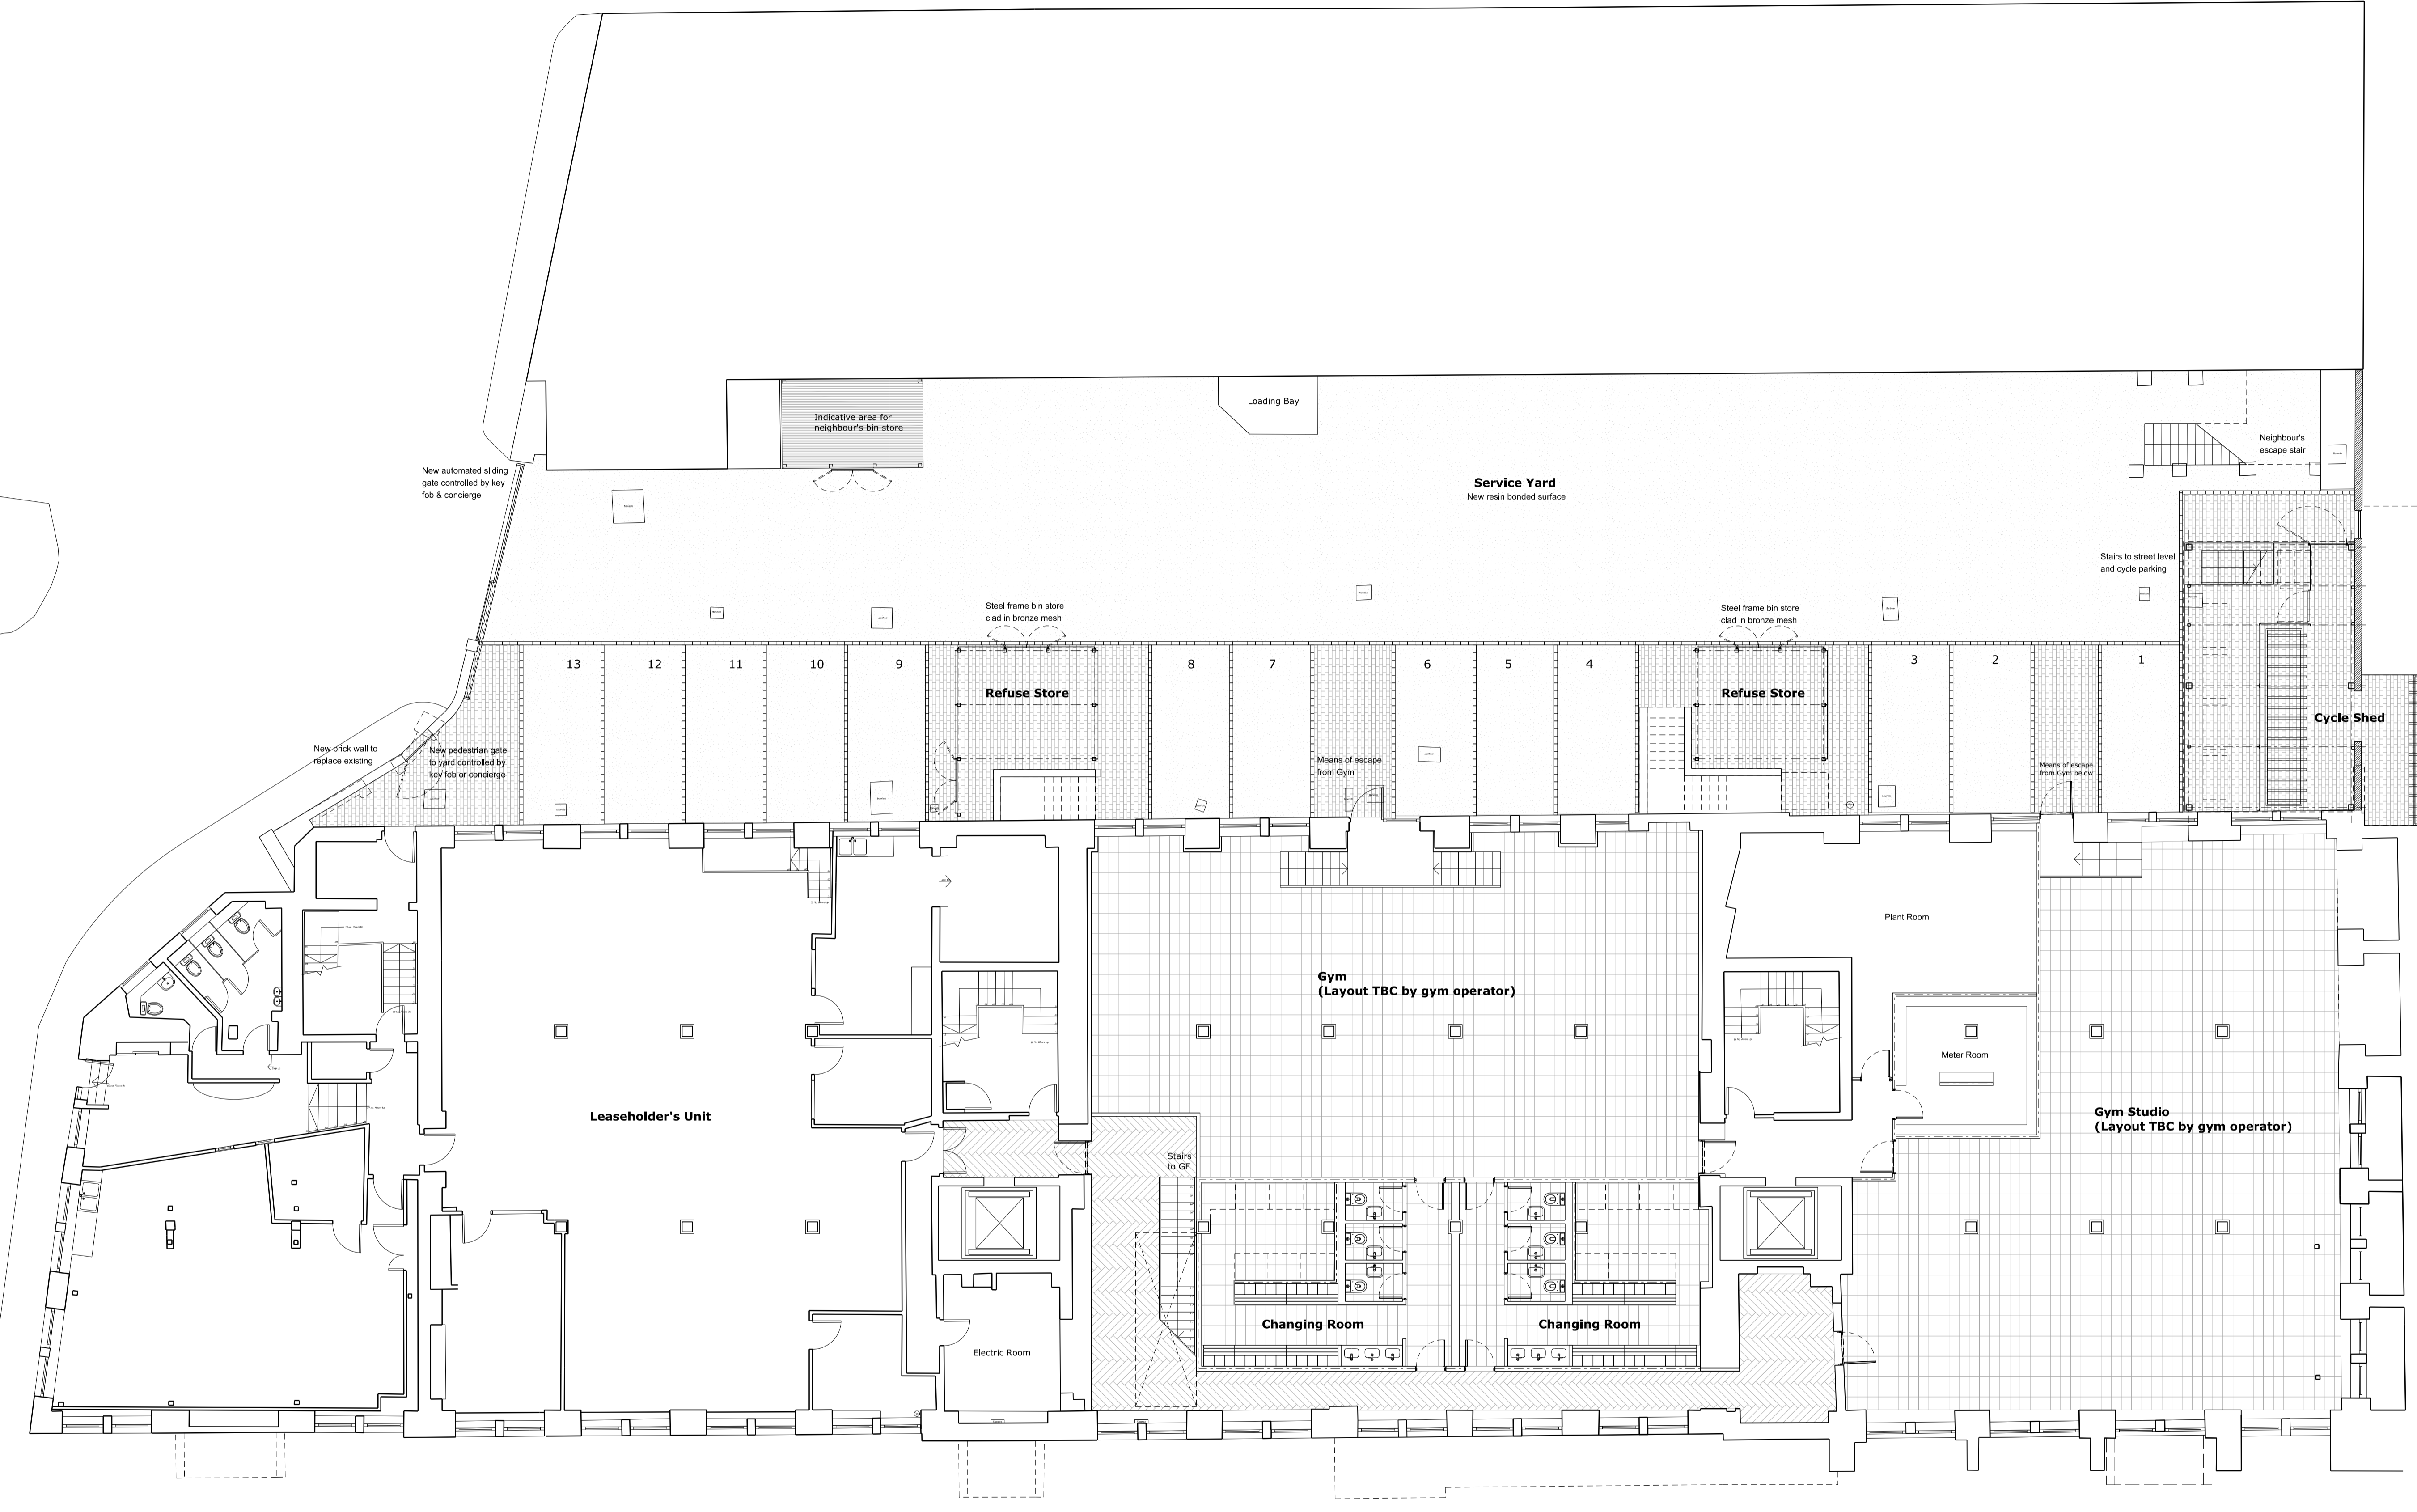 Indicative area for
neighbour's bin store
Loading Bay
Neighbour's
escape stair
New automated sliding
gate controlled by key
fob & concierge
Service Yard
New resin bonded surface
Stairs to street level
and cycle parking
Steel frame bin store
clad in bronze mesh
Steel frame bin store
clad in bronze mesh
13
12
11
10
9
8
7
6
5
4
3
2
1
Refuse Store
Refuse Store
Cycle Shed
New brick wall to
replace existing
New pedestrian gate
to yard controlled by
key fob or concierge
Means of escape
from Gym
Means of escape
from Gym below
Plant Room
Gym
(Layout TBC by gym operator)
Meter Room
Leaseholder's Unit
Gym Studio
(Layout TBC by gym operator)
Stairs
to GF
Changing Room
Changing Room
Electric Room